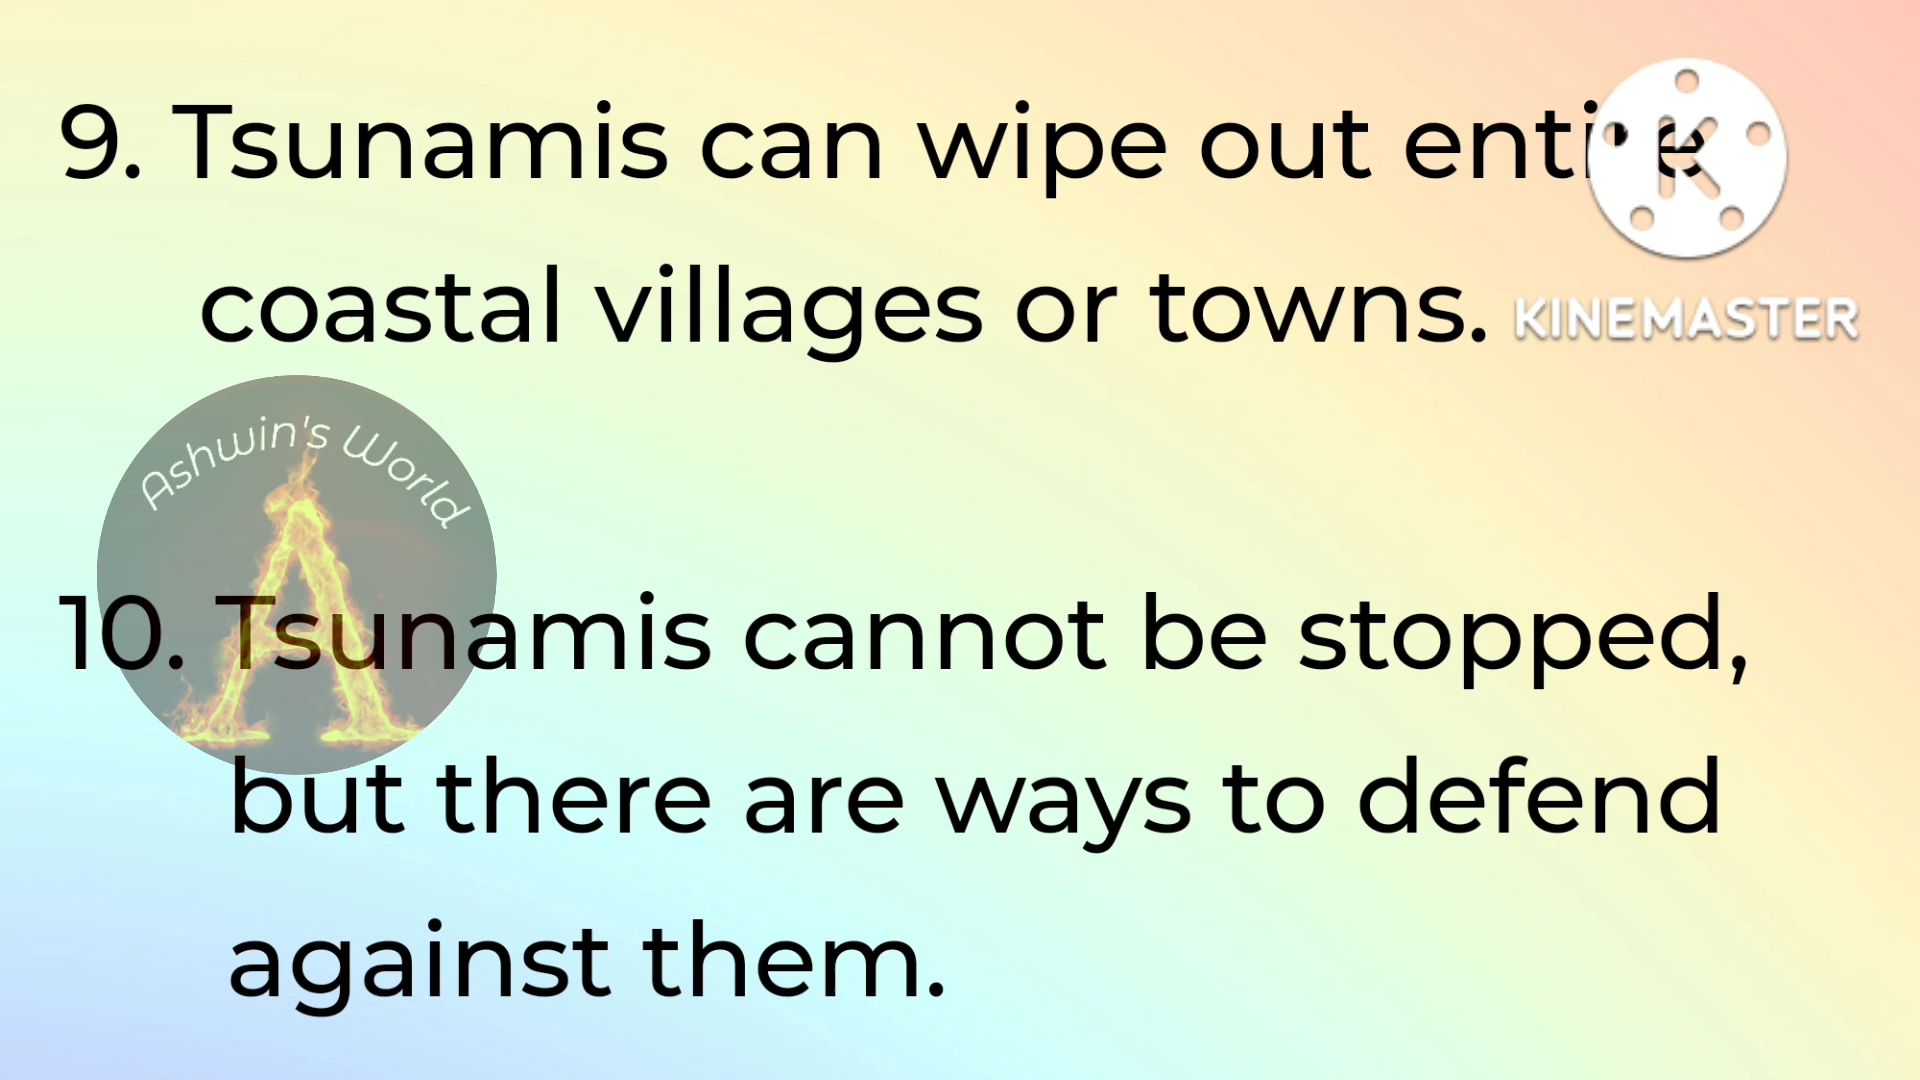 9. Tsunamis can wipe out entire
coastal villages or towns.
KINEMASTER
Ashwin's World
10. Tsunamis cannot be stopped,
but there are ways to defend
against them.